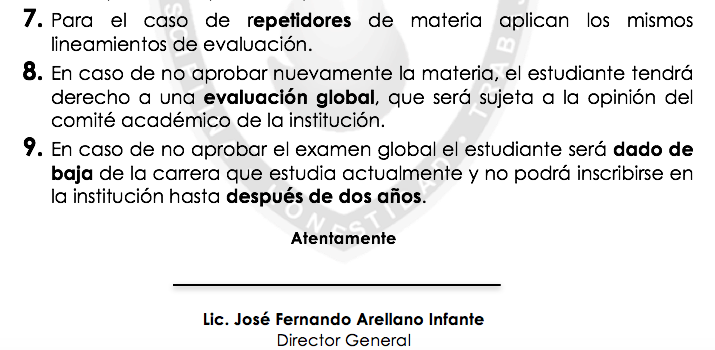 7. Para el caso de repetidores de materia aplican los mismos
lineamientos de evaluación.
8. En caso de no aprobar nuevamente la materia, el estudiante tendrá
derecho a una evaluación global, que será sujeta a la opinión del
comité académico de la institución.
9. En caso de no aprobar el examen global el estudiante será dado de
baja de la carrera que estudia actualmente y no podrá inscribirse en
la institución hasta después de dos años.
Atentamente
Lic. José Fernando Arellano Infante
Director General